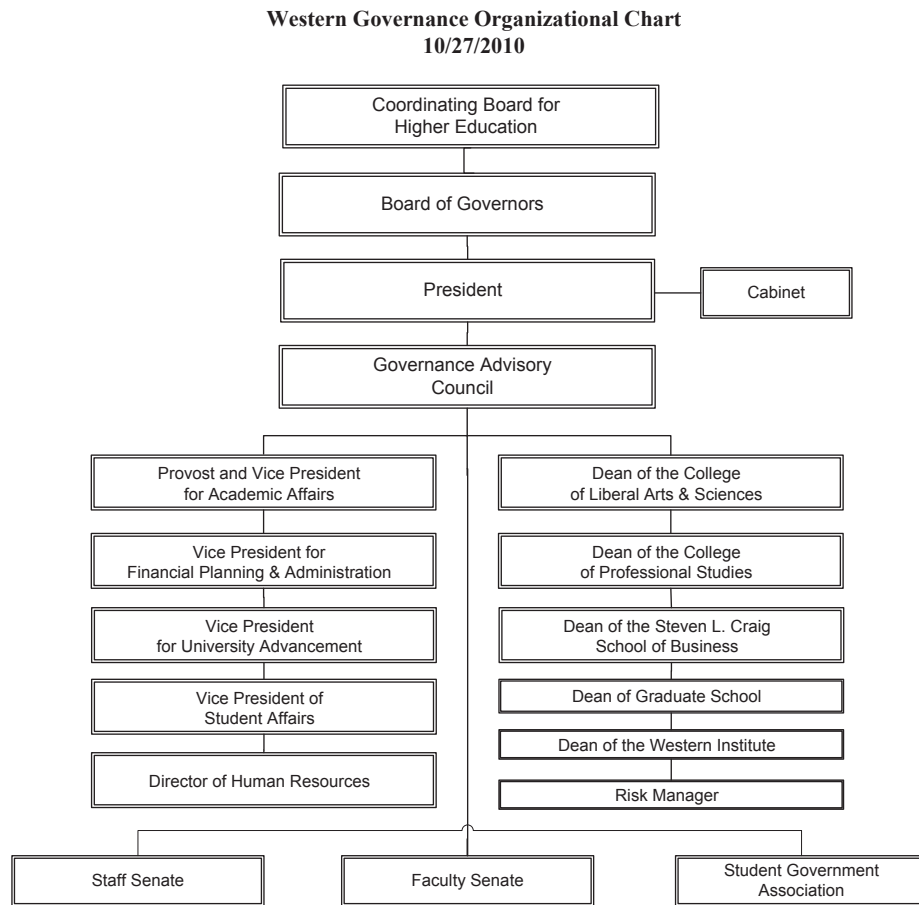 Western Governance Organizational Chart
10/27/2010
Coordinating Board for
Higher Education
Board of Governors
President
Cabinet
Governance Advisory
Council
Provost and Vice President
for Academic Affairs
Vice President for
Financial Planning & Administration
Vice President
for University Advancement
Vice President of
Student Affairs
Director of Human Resources
Dean of the College
of Liberal Arts & Sciences
Dean of the College
of Professional Studies
Dean of the Steven L. Craig
School of Business
Dean of Graduate School
Dean of the Western Institute
Risk Manager
Staff Senate
Faculty Senate
Student Government
Association